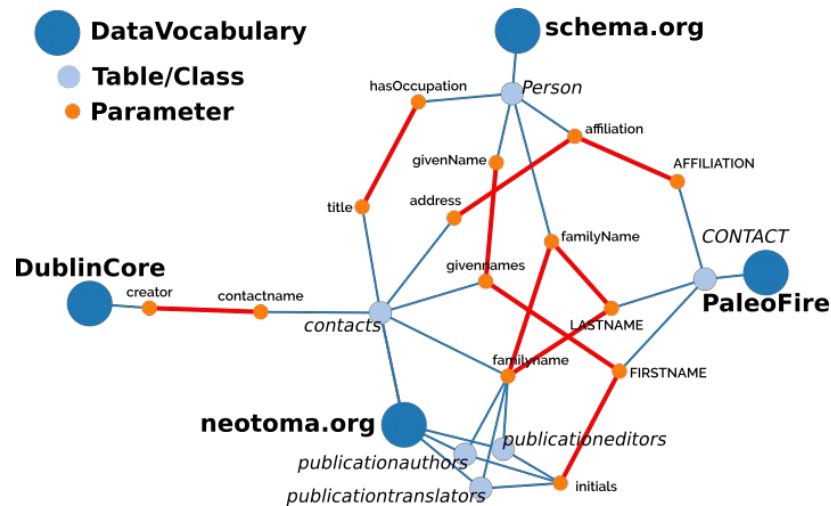 DataVocabulary
schema.org
Table/Class
hasOccupation
Person
Parameter
affiliation
givenName
AFFILIATION
address
title
familyName
CONTACT
DublinCore
givennames
creator
contactname
PaleoFire
contacts
LASTNAME
familyname
FIRSTNAME
neotoma.org
publicationeditors
publicationauthors
initials
publicationtranslators